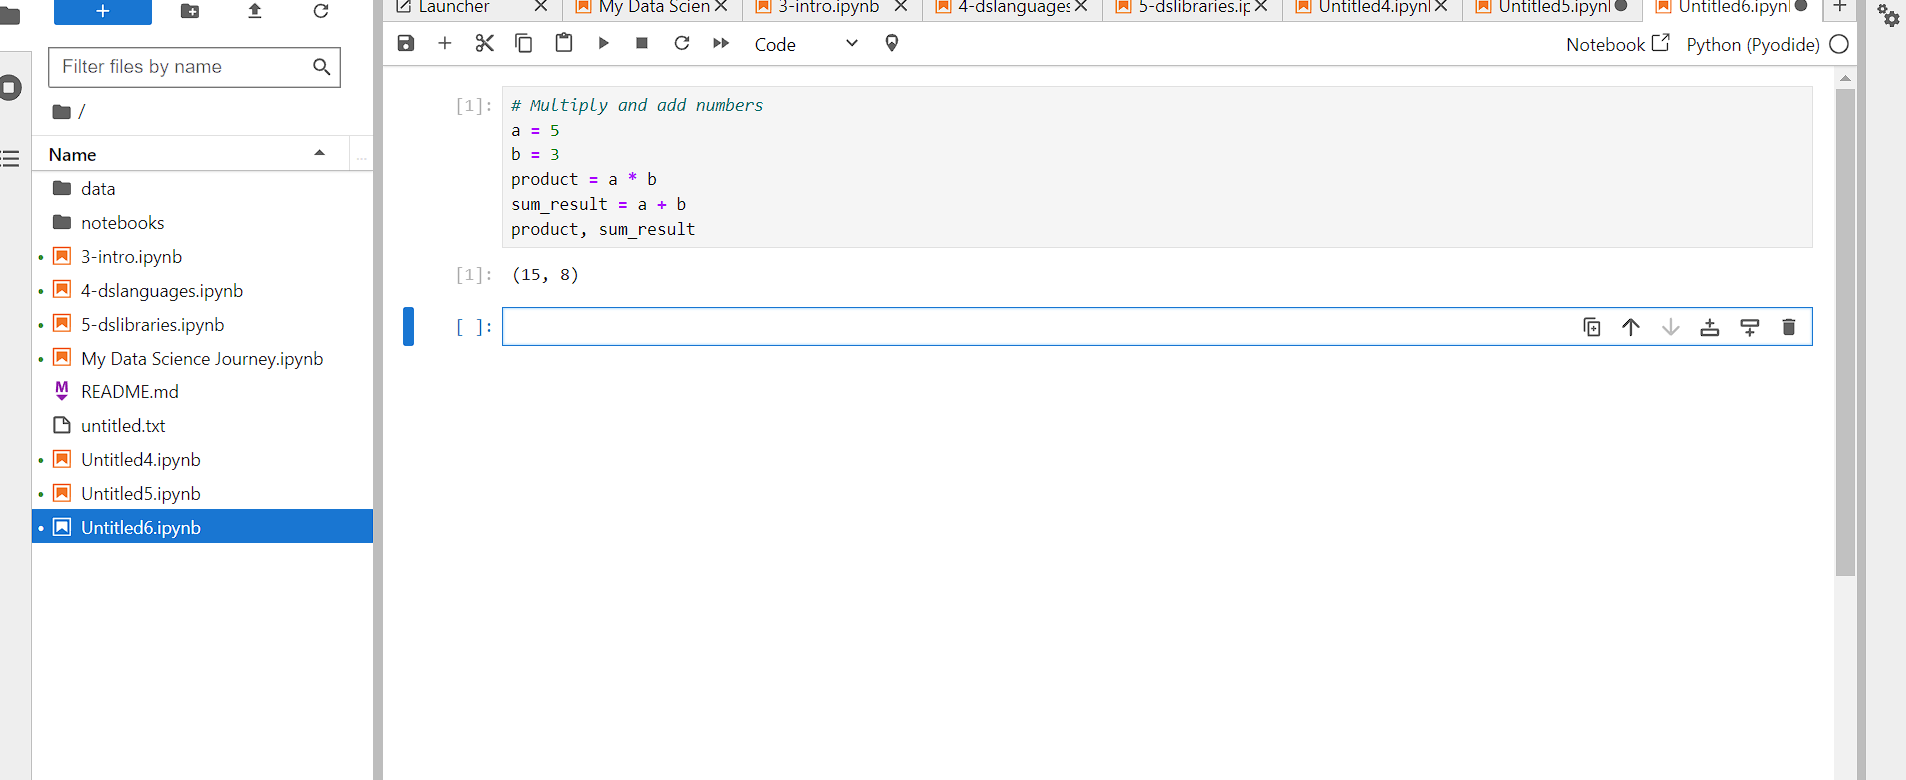 Launcher
My Data Scien
3-intro.ipynb
4-dslanguages
5-dslibraries.ip
Untitled4.ipynl
Untitled5.ipynl
Untitled6.ipynl
Code
Notebook
Python (Pyodide)
Filter files by name
/
Name
...
data
notebooks
3-intro.ipynb
4-dslanguages.ipynb
5-dslibraries.ipynb
My Data Science Journey.ipynb
README.md
untitled.txt
Untitled4.ipynb
Untitled5.ipynb
Untitled6.ipynb
[1]:
# Multiply and add numbers
a = 5
b = 3
product = a * b
sum_result = a + b
product, sum_result
[1]: (15, 8)
[ ]: